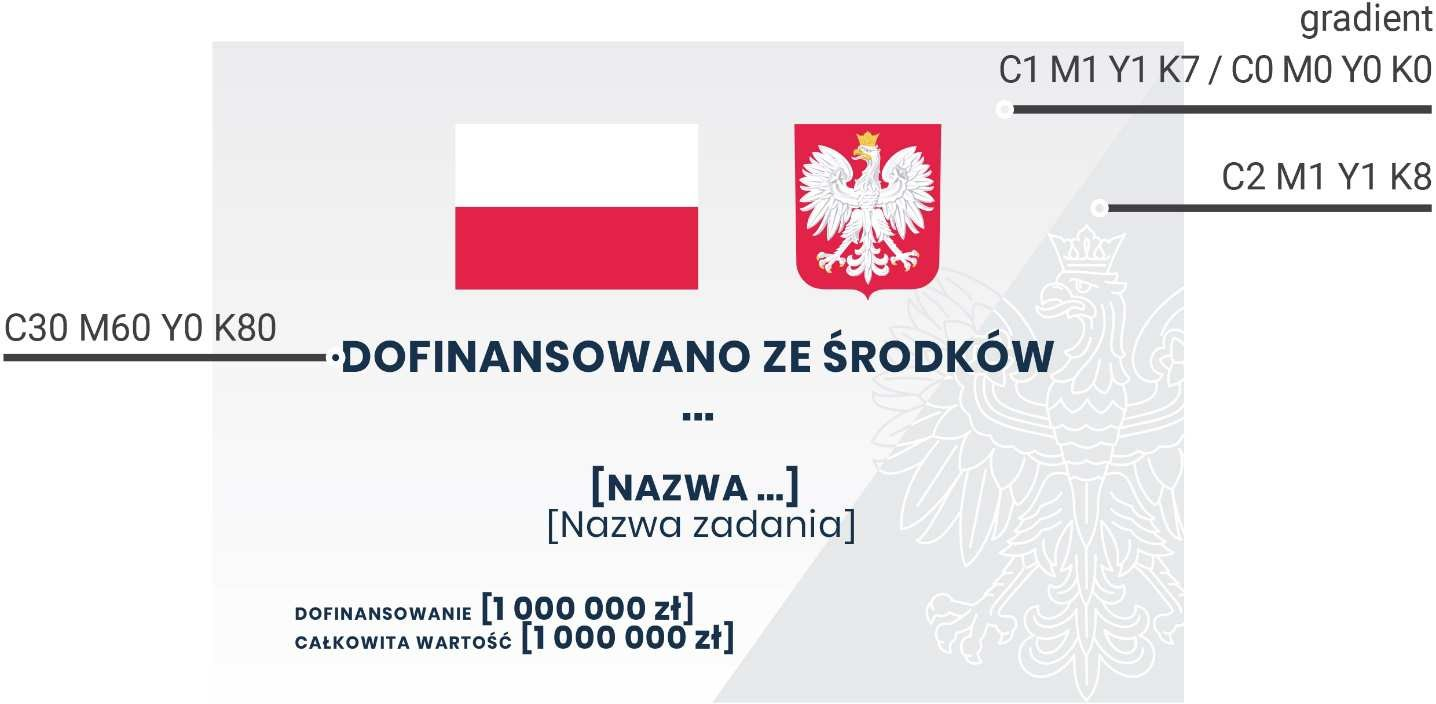 gradient
C1 M1 Y1 K7 / C0 M0 Y0 K0
C2 M1 Y1 K8
C30 M60 Y0 K80
DOFINANSOWANO ZE ŚRODKÓW
...
[NAZWA ...]
[Nazwa zadania]
DOFINANSOWANIE [1 000 000 zł]
CAŁKOWITA WARTOŚĆ [1 000 000 zł]